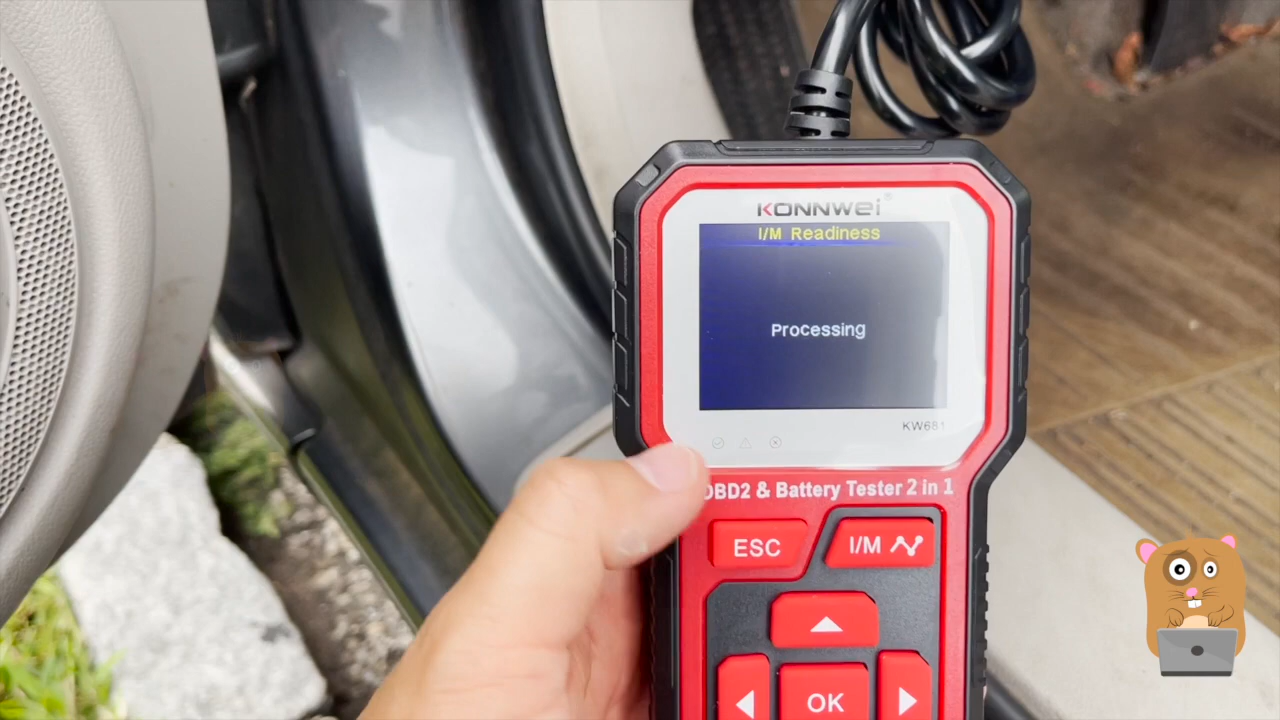 KONNWEI
I/M Readiness
Processing
KW681
OBD2 & Battery Tester 2 in 1
ESC
I/M
OK